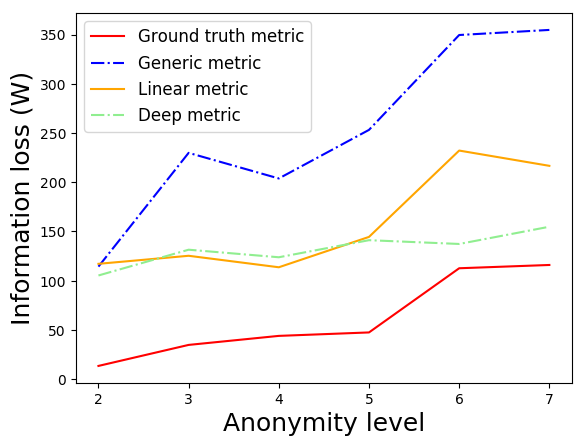 Ground truth metric
Generic metric
Linear metric
Deep metric
Information loss (W)
350
300
250
200
150
100
50
0
2 3 4 5 6 7
Anonymity level